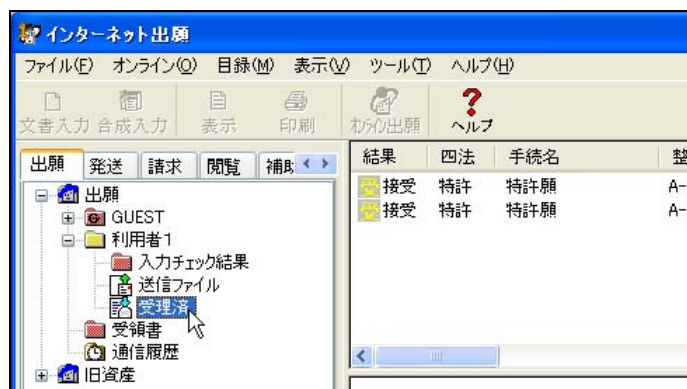 インターネット出願
ファイル(F) オンライン(O) 目録(M) 表示(V) ツール(T) ヘルプ(H)
文書入力 合成入力 表示 印刷 オンライン出願 ヘルプ
出願 発送 請求 閲覧 補助
結果 四法 手続名 整
受 接受 特許 特許願 A-
受 接受 特許 特許願 A-
出願
GUEST
利用者1
入力チェック結果
送信ファイル
受理済
受領書
通信履歴
旧資産